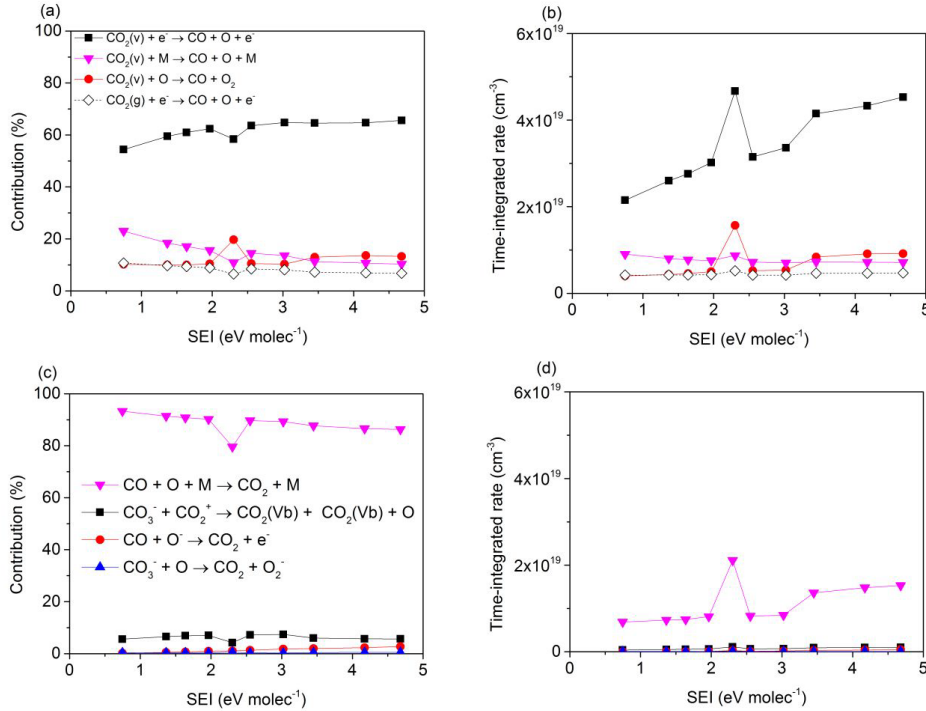 (a)
100
80
60
40
20
0
Contribution (%)
CO₂(v) + e⁻ → CO + O + e⁻
CO₂(v) + M → CO + O + M
CO₂(v) + O → CO + O₂
CO₂(g) + e⁻ → CO + O + e⁻
0 1 2 3 4 5
SEI (eV molec⁻¹)
(b)
6x10¹⁹
4x10¹⁹
2x10¹⁹
0
Time-integrated rate (cm⁻³)
0 1 2 3 4 5
SEI (eV molec⁻¹)
(c)
100
80
60
40
20
0
Contribution (%)
CO + O + M → CO₂ + M
CO₃⁻ + CO₂⁺ → CO₂(Vb) + CO₂(Vb) + O
CO + O⁻ → CO₂ + e⁻
CO₃⁻ + O → CO₂ + O₂⁻
0 1 2 3 4 5
SEI (eV molec⁻¹)
(d)
6x10¹⁹
4x10¹⁹
2x10¹⁹
0
Time-integrated rate (cm⁻³)
0 1 2 3 4 5
SEI (eV molec⁻¹)